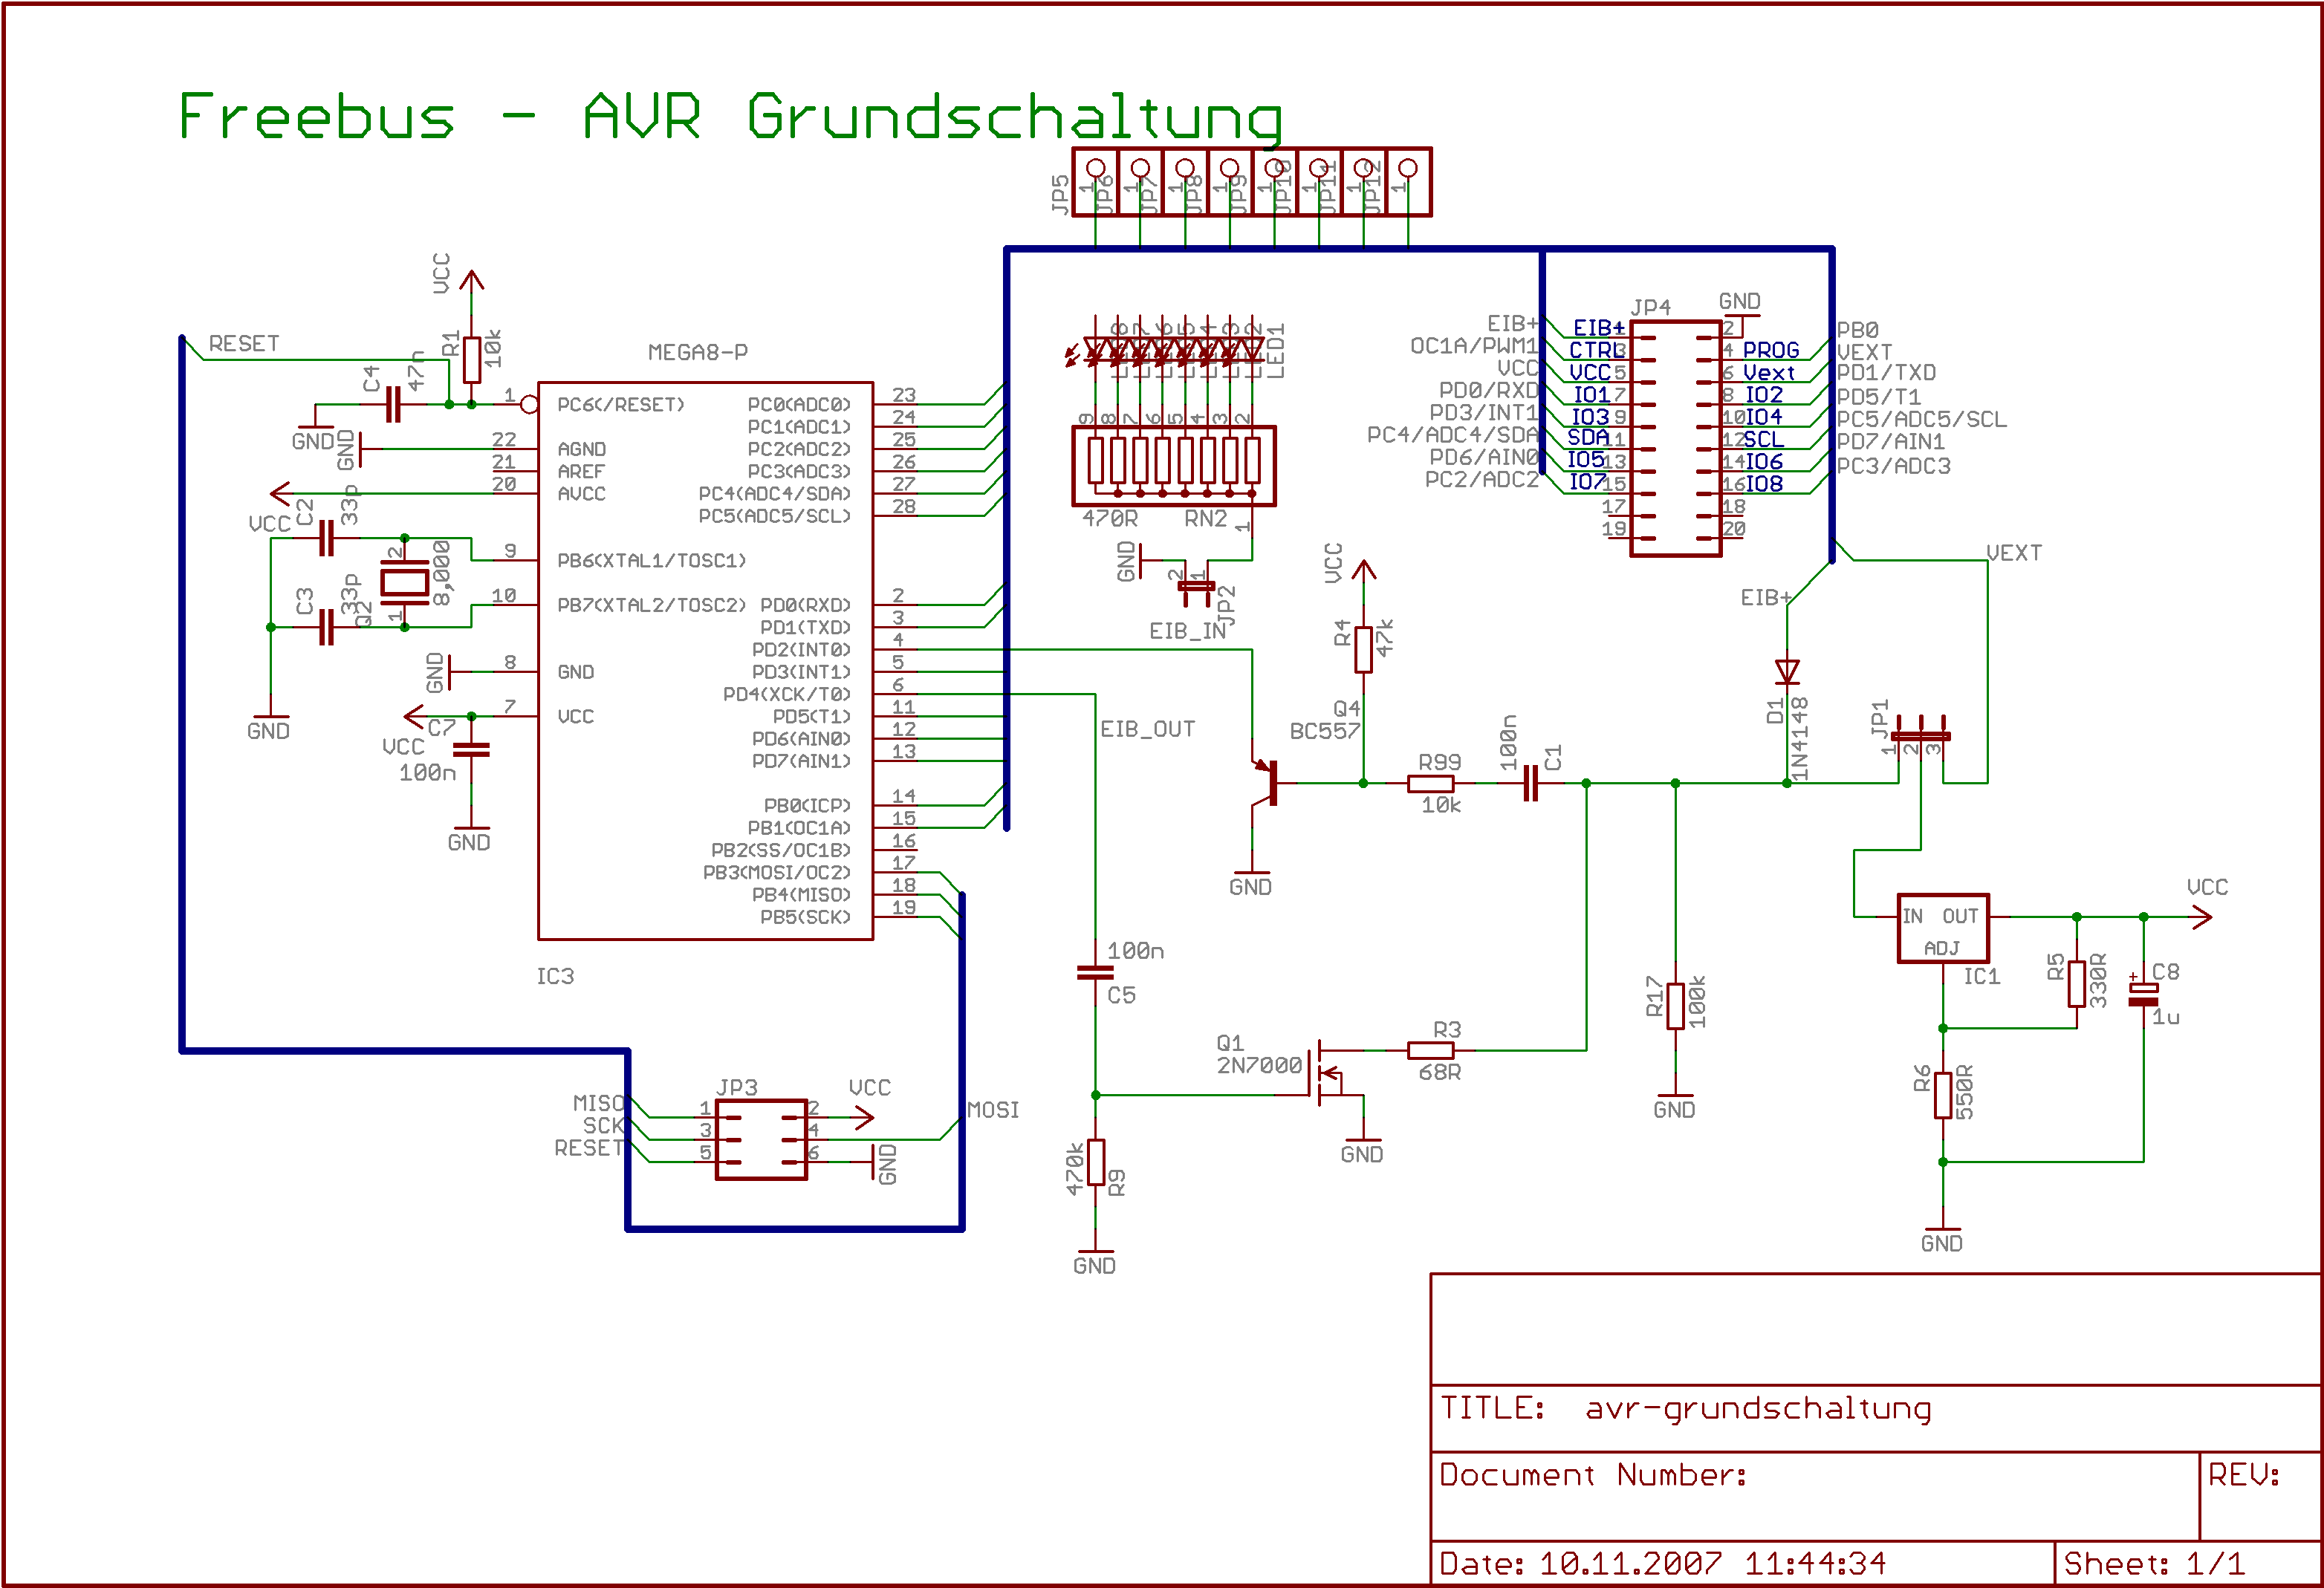 Freebus - AVR Grundschaltung
JP5
JP6
JP7
JP8
JP9
JP10
JP11
JP12
1
1
1
1
1
1
1
1
VCC
R1
10k
RESET
C4
47n
GND
GND
VCC
C2
33P
C3
33P
Q2
8,000
2
1
GND
GND
VCC
C7
100n
GND
MEGA8-P
1
22
21
20
9
10
8
7
PC6(/RESET)
AGND
AREF
AVCC
PB6(XTAL1/TOSC1)
PB7(XTAL2/TOSC2)
GND
VCC
PC0(ADC0) 23
PC1(ADC1) 24
PC2(ADC2) 25
PC3(ADC3) 26
PC4(ADC4/SDA) 27
PC5(ADC5/SCL) 28
PD0(RXD) 2
PD1(TXD) 3
PD2(INT0) 4
PD3(INT1) 5
PD4(XCK/T0) 6
PD5(T1) 11
PD6(AIN0) 12
PD7(AIN1) 13
PB0(ICP) 14
PB1(OC1A) 15
PB2(SS/OC1B) 16
PB3(MOSI/OC2) 17
PB4(MISO) 18
PB5(SCK) 19
IC3
LED1
9 8 7 6 5 4 3 2
470R RN2
1
GND
2 1
JP2
EIB_IN
EIB_OUT
JP4
GND
EIB+ EIB+ 1 2 PB0
OC1A/PWM1 CTRL 3 4 PROG VEXT
VCC VCC 5 6 Vext PD1/TXD
PD0/RXD IO1 7 8 IO2 PD5/T1
PD3/INT1 IO3 9 10 IO4 PC5/ADC5/SCL
PC4/ADC4/SDA SDA 11 12 SCL PD7/AIN1
PD6/AIN0 IO5 13 14 IO6 PC3/ADC3
PC2/ADC2 IO7 15 16 IO8
17 18
19 20
VEXT
EIB+
VCC
R4
47k
Q4
BC557
R99
10k
100n
C1
D1
1N4148
JP1
1 2 3
GND
100n
C5
Q1
2N7000
R3
68R
GND
R17
100k
GND
470k
R9
GND
IN OUT
ADJ
IC1
VCC
R5
330R
+
C8
1u
R6
550R
GND
JP3
VCC
MISO 1 2
SCK 3 4
RESET 5 6
GND
MOSI
TITLE: avr-grundschaltung
Document Number:
REV:
Date: 10.11.2007 11:44:34
Sheet: 1/1